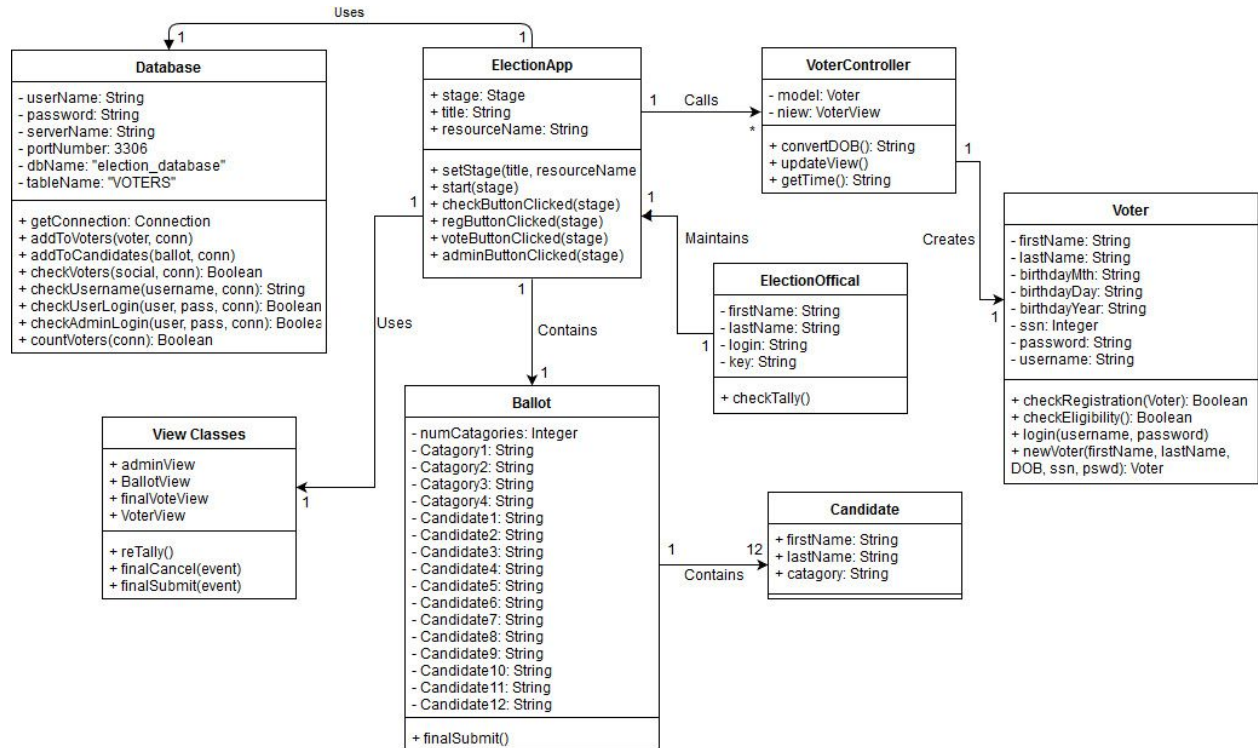 Uses
1
1
Database
- userName: String
- password: String
- serverName: String
- portNumber: 3306
- dbName: "election_database"
- tableName: "VOTERS"
+ getConnection: Connection
+ addToVoters(voter, conn)
+ addToCandidates(ballot, conn)
+ checkVoters(social, conn): Boolean
+ checkUsername(username, conn): String
+ checkUserLogin(user, pass, conn): Boolean
+ checkAdminLogin(user, pass, conn): Boolea
+ countVoters(conn): Boolean
ElectionApp
+ stage: Stage
+ title: String
+ resourceName: String
+ setStage(title, resourceName
+ start(stage)
+ checkButtonClicked(stage)
+ regButtonClicked(stage)
+ voteButtonClicked(stage)
+ adminButtonClicked(stage)
1
Calls
*
VoterController
- model: Voter
- niew: VoterView
+ convertDOB(): String
+ updateView()
+ getTime(): String
1
Creates
1
Voter
- firstName: String
- lastName: String
- birthdayMth: String
- birthdayDay: String
- birthdayYear: String
- ssn: Integer
- password: String
- username: String
+ checkRegistration(Voter): Boolean
+ checkEligibility(): Boolean
+ login(username, password)
+ newVoter(firstName, lastName,
DOB, ssn, pswd): Voter
1
Maintains
1
ElectionOffical
- firstName: String
- lastName: String
- login: String
- key: String
+ checkTally()
1
Uses
1
View Classes
+ adminView
+ BallotView
+ finalVoteView
+ VoterView
+ reTally()
+ finalCancel(event)
+ finalSubmit(event)
1
Contains
1
Ballot
- numCatagories: Integer
- Catagory1: String
- Catagory2: String
- Catagory3: String
- Catagory4: String
- Candidate1: String
- Candidate2: String
- Candidate3: String
- Candidate4: String
- Candidate5: String
- Candidate6: String
- Candidate7: String
- Candidate8: String
- Candidate9: String
- Candidate10: String
- Candidate11: String
- Candidate12: String
+ finalSubmit()
1
12
Contains
Candidate
+ firstName: String
+ lastName: String
+ catagory: String